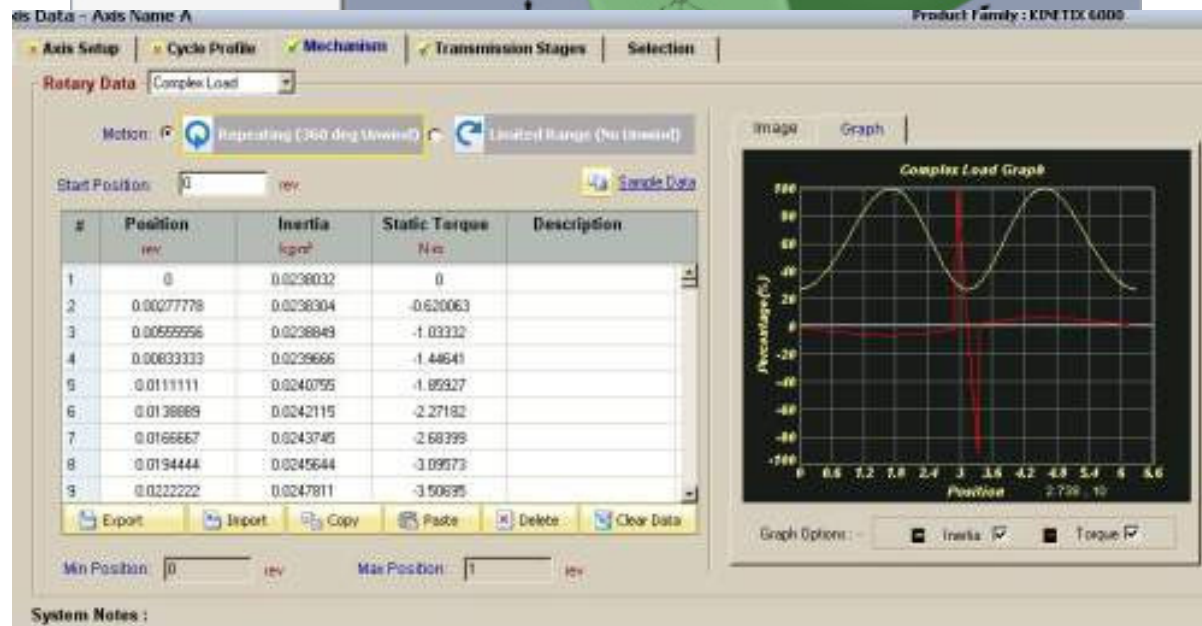 is Data - Axis Name A
Product Family : KINETIX 6000
Axis Setup
Cycle Profile
Mechanism
Transmission Stages
Selection
Rotary Data
Complex Load
Motion:
Repeating (360 deg Unwind)
Limited Range (No Unwind)
Start Position
0
rev
Sample Data
# Position Inertia Static Torque Description
rev kgm² N·m
1 0 0.0238032 0
2 0.00277778 0.0238304 -0.620063
3 0.00555556 0.0238849 -1.03332
4 0.00833333 0.0239666 -1.44641
5 0.0111111 0.0240755 -1.85927
6 0.0138889 0.0242115 -2.27182
7 0.0166667 0.0243745 -2.68399
8 0.0194444 0.0245644 -3.09573
9 0.0222222 0.0247811 -3.50695
Export Import Copy Paste Delete Clear Data
Min Position: 0 rev Max Position: 1 rev
Image Graph
Complex Load Graph
Percentage(%)
100
80
60
40
20
0
-20
-40
-60
-80
-100
0 0.6 1.2 1.8 2.4 3 3.6 4.2 4.8 5.4 6 6.6
Position
Graph Options : -
Inertia
Torque
System Notes :